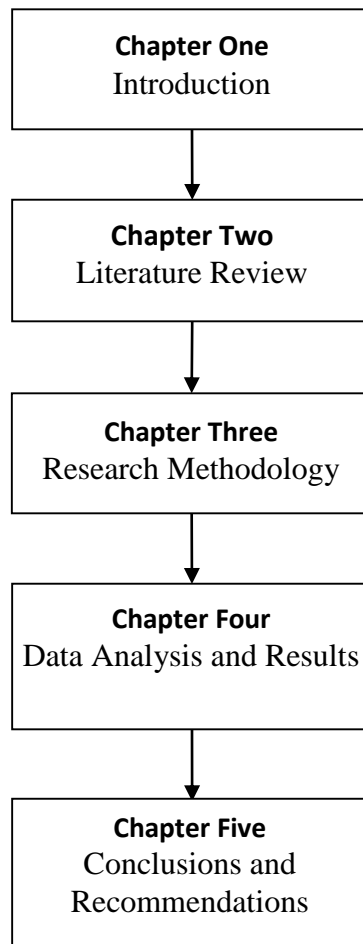 Chapter One
Introduction
Chapter Two
Literature Review
Chapter Three
Research Methodology
Chapter Four
Data Analysis and Results
Chapter Five
Conclusions and
Recommendations